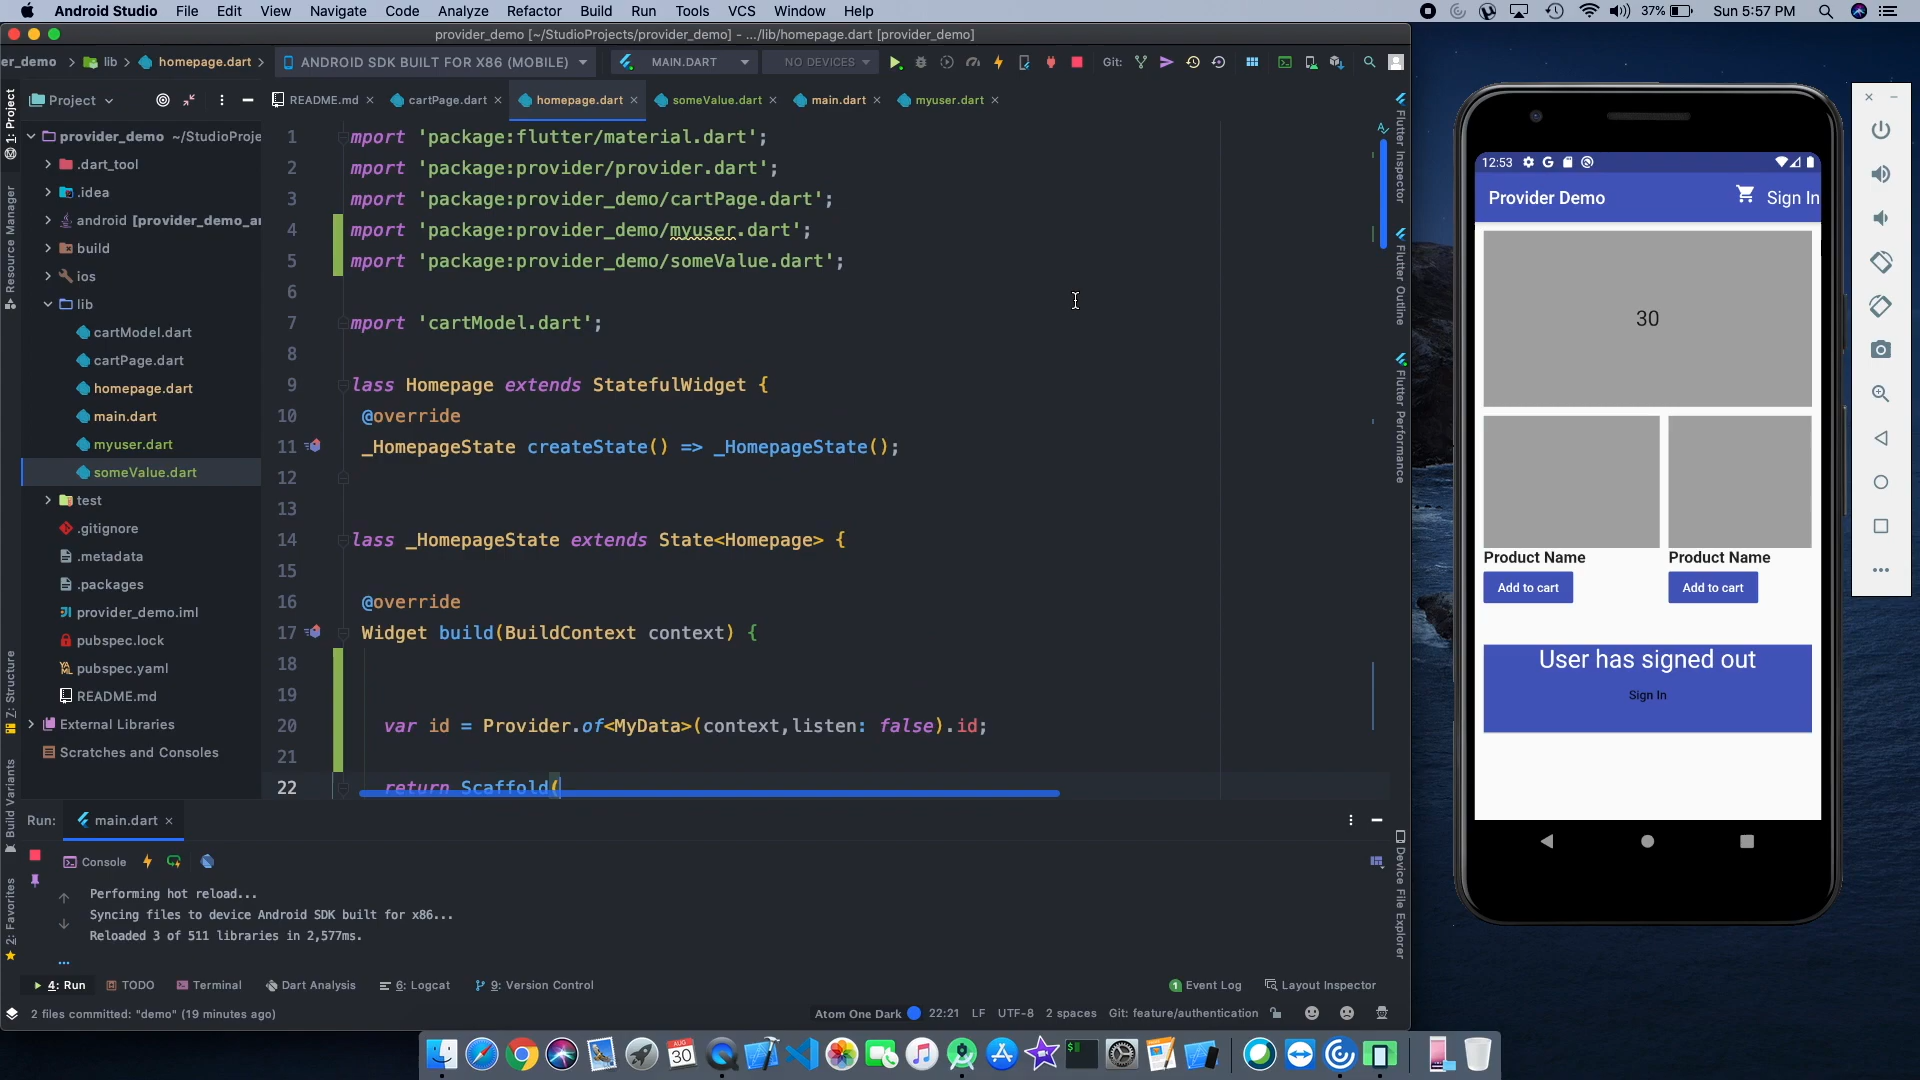 Android Studio File Edit View Navigate Code Analyze Refactor Build Run Tools VCS Window Help 37% Sun 5:57 PM
provider_demo [~/StudioProjects/provider_demo] - .../lib/homepage.dart [provider_demo]
er_demo lib homepage.dart ANDROID SDK BUILT FOR X86 (MOBILE) MAIN.DART NO DEVICES Git:
Project README.md cartPage.dart homepage.dart someValue.dart main.dart myuser.dart
provider_demo ~/StudioProje
.dart_tool
.idea
android [provider_demo_a
build
ios
lib
cartModel.dart
cartPage.dart
homepage.dart
main.dart
myuser.dart
someValue.dart
test
.gitignore
.metadata
.packages
provider_demo.iml
pubspec.lock
pubspec.yaml
README.md
External Libraries
Scratches and Consoles
1: Project
Resource Manager
Z: Structure
Build Variants
2: Favorites
1 mport 'package:flutter/material.dart';
2 mport 'package:provider/provider.dart';
3 mport 'package:provider_demo/cartPage.dart';
4 mport 'package:provider_demo/myuser.dart';
5 mport 'package:provider_demo/someValue.dart';
6
7 mport 'cartModel.dart';
8
9 lass Homepage extends StatefulWidget {
10 @override
11 _HomepageState createState() => _HomepageState();
12
13
14 lass _HomepageState extends State<Homepage> {
15
16 @override
17 Widget build(BuildContext context) {
18
19
20 var id = Provider.of<MyData>(context,listen: false).id;
21
22 return Scaffold(
Flutter Inspector
Flutter Outline
Flutter Performance
Device File Explorer
Run: main.dart
Console
Performing hot reload...
Syncing files to device Android SDK built for x86...
Reloaded 3 of 511 libraries in 2,577ms.
4: Run TODO Terminal Dart Analysis 6: Logcat 9: Version Control 1 Event Log Layout Inspector
2 files committed: "demo" (19 minutes ago) Atom One Dark 22:21 LF UTF-8 2 spaces Git: feature/authentication
12:53
Provider Demo Sign In
30
Product Name Product Name
Add to cart Add to cart
User has signed out
Sign In
AUG
30